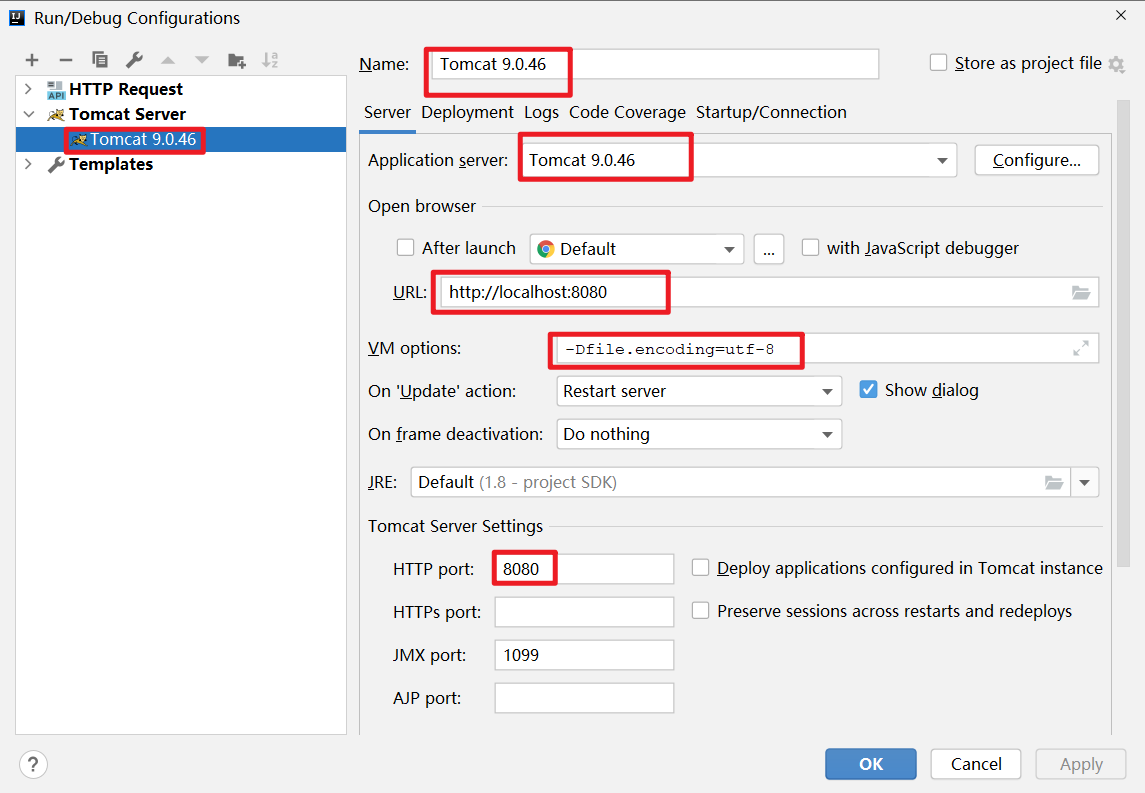 Run/Debug Configurations
HTTP Request
Tomcat Server
Tomcat 9.0.46
Templates
Name: Tomcat 9.0.46 Store as project file
Server Deployment Logs Code Coverage Startup/Connection
Application server: Tomcat 9.0.46 Configure...
Open browser
After launch Default ... with JavaScript debugger
URL: http://localhost:8080
VM options: -Dfile.encoding=utf-8
On 'Update' action: Restart server Show dialog
On frame deactivation: Do nothing
JRE: Default (1.8 - project SDK)
Tomcat Server Settings
HTTP port: 8080 Deploy applications configured in Tomcat instance
HTTPs port: Preserve sessions across restarts and redeploys
JMX port: 1099
AJP port:
? OK Cancel Apply